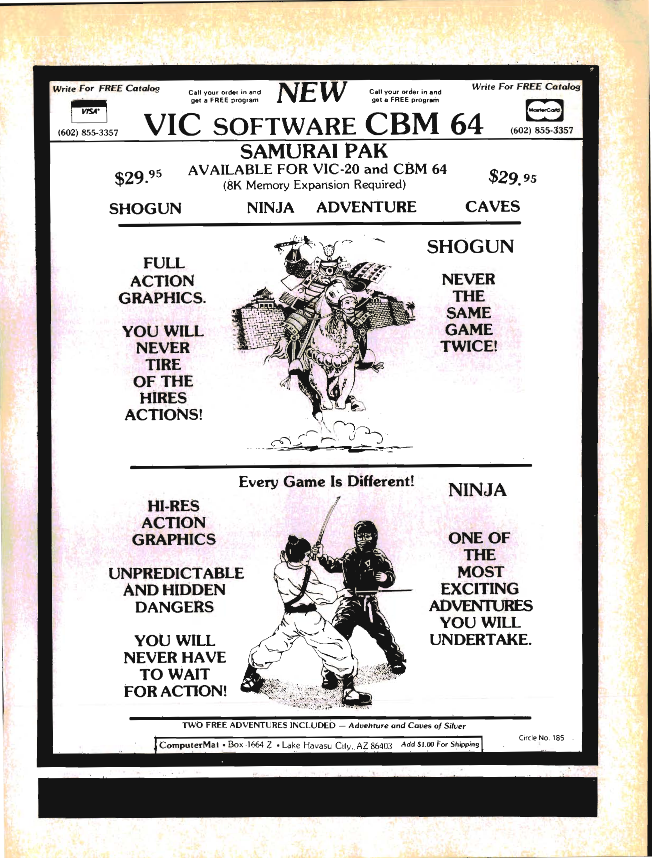 Write For FREE Catalog
Call your order in and
get a FREE program
NEW
Call your order in and
get a FREE program
Write For FREE Catalog
VISA
MasterCard
(602) 855-3357
VIC SOFTWARE CBM 64
(602) 855-3357
SAMURAI PAK
$29.95
AVAILABLE FOR VIC-20 and CBM 64
(8K Memory Expansion Required)
$29.95
SHOGUN NINJA ADVENTURE CAVES
FULL
ACTION
GRAPHICS.
YOU WILL
NEVER
TIRE
OF THE
HIRES
ACTIONS!
SHOGUN
NEVER
THE
SAME
GAME
TWICE!
Every Game Is Different!
HI-RES
ACTION
GRAPHICS
UNPREDICTABLE
AND HIDDEN
DANGERS
YOU WILL
NEVER HAVE
TO WAIT
FOR ACTION!
NINJA
ONE OF
THE
MOST
EXCITING
ADVENTURES
YOU WILL
UNDERTAKE.
TWO FREE ADVENTURES INCLUDED — Adventure and Caves of Silver
ComputerMat • Box 1664 Z • Lake Havasu City, AZ 86403 Add $1.00 For Shipping
Circle No. 185